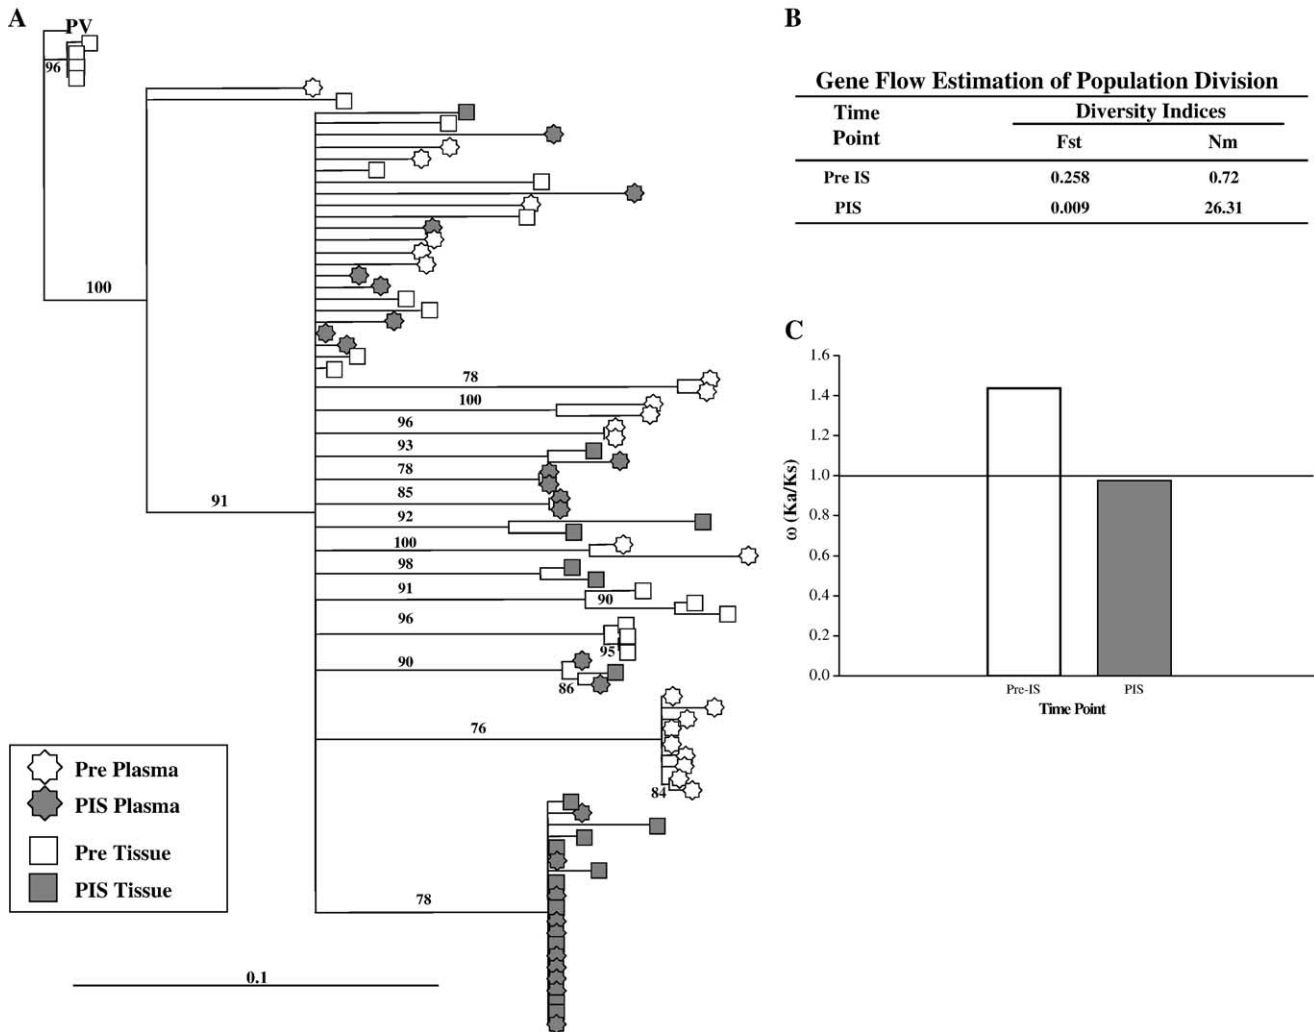 A
PV
96
100
91
78
100
96
93
78
85
92
100
98
91
90
96
95
90
86
76
84
78
0.1
Pre Plasma
PIS Plasma
Pre Tissue
PIS Tissue
B
Gene Flow Estimation of Population Division
Time Point
Diversity Indices
Fst Nm
Pre IS 0.258 0.72
PIS 0.009 26.31
C
ω (Ka/Ks)
1.6
1.4
1.2
1.0
0.8
0.6
0.4
0.2
0.0
Pre-IS PIS
Time Point